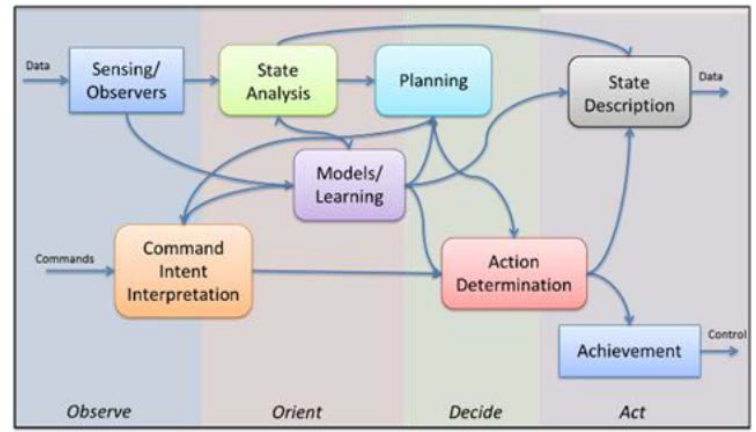 Data
Sensing/
Observers
State
Analysis
Planning
State
Description
Data
Models/
Learning
Commands
Command
Intent
Interpretation
Action
Determination
Achievement
Control
Observe
Orient
Decide
Act